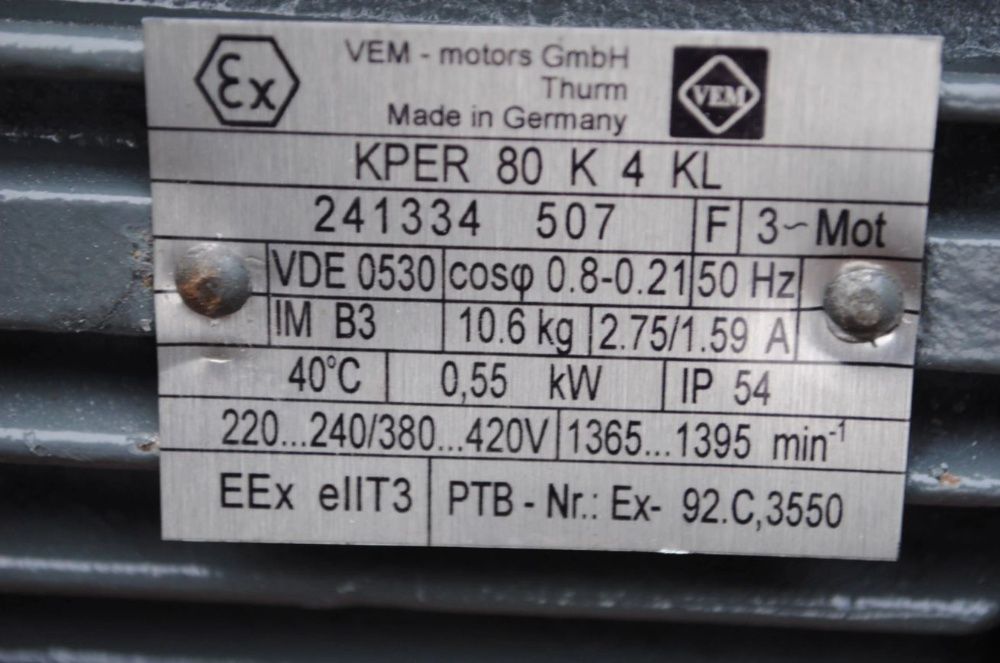 Ex VEM - motors GmbH VEM
Thurm
Made in Germany
KPER 80 K 4 KL
241334 507 F 3~Mot
VDE 0530 cosφ 0.8-0.21 50 Hz
IM B3 10.6 kg 2.75/1.59 A
40°C 0,55 kW IP 54
220...240/380...420V 1365...1395 min⁻¹
EEx eIIT3 PTB - Nr.: Ex- 92.C,3550